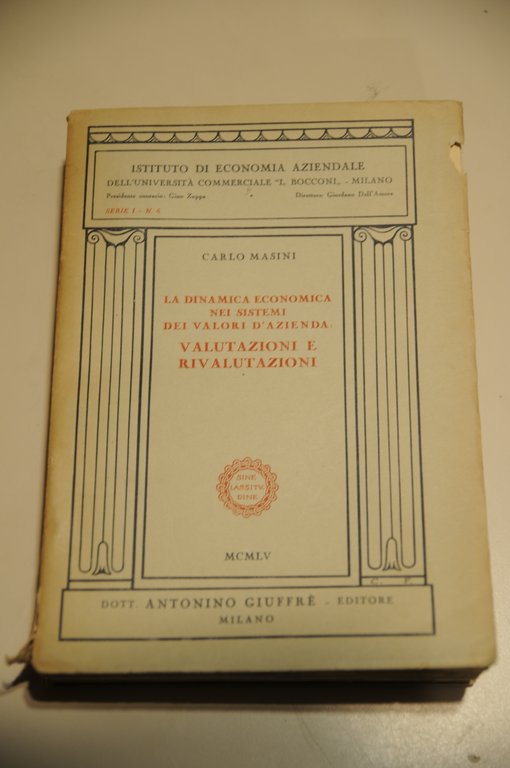 ISTITUTO DI ECONOMIA AZIENDALE
DELL'UNIVERSITÀ COMMERCIALE "L. BOCCONI„ - MILANO
Presidente onorario: Gino Zappa Direttore: Giordano Dell'Amore
SERIE I - N. 6
CARLO MASINI
LA DINAMICA ECONOMICA
NEI SISTEMI
DEI VALORI D'AZIENDA:
VALUTAZIONI E
RIVALUTAZIONI
SINE
LASSITV
DINE
MCMLV
C. P.
DOTT. ANTONINO GIUFFRÈ - EDITORE
MILANO